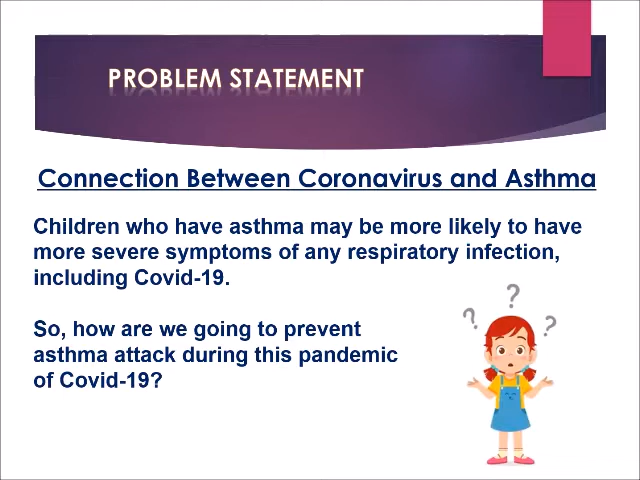 PROBLEM STATEMENT
Connection Between Coronavirus and Asthma
Children who have asthma may be more likely to have
more severe symptoms of any respiratory infection,
including Covid-19.
So, how are we going to prevent
asthma attack during this pandemic
of Covid-19?
? ? ?